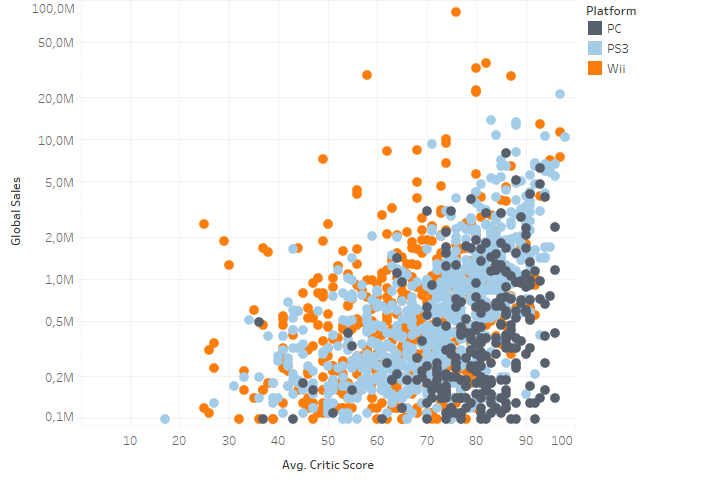 100,0M
50,0M
20,0M
10,0M
5,0M
2,0M
1,0M
0,5M
0,2M
0,1M
Global Sales
10 20 30 40 50 60 70 80 90 100
Avg. Critic Score
Platform
PC
PS3
Wii